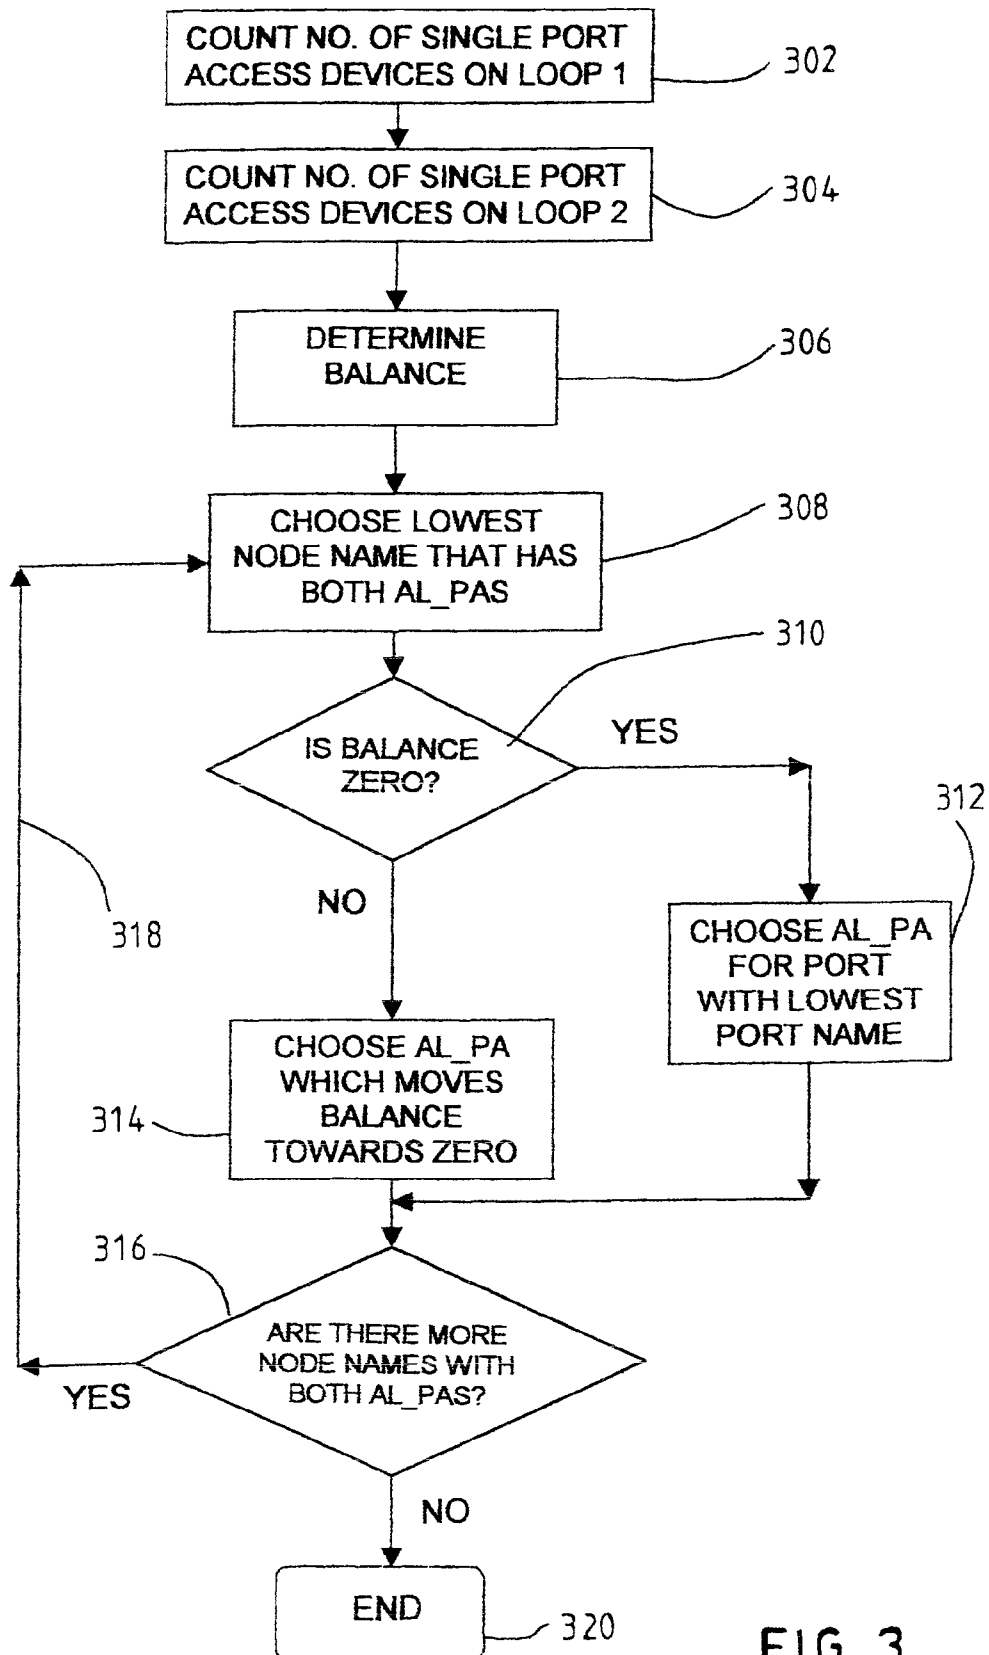 COUNT NO. OF SINGLE PORT
ACCESS DEVICES ON LOOP 1
302
COUNT NO. OF SINGLE PORT
ACCESS DEVICES ON LOOP 2
304
DETERMINE
BALANCE
306
CHOOSE LOWEST
NODE NAME THAT HAS
BOTH AL_PAS
308
310
IS BALANCE
ZERO?
YES
312
NO
318
CHOOSE AL_PA
FOR PORT
WITH LOWEST
PORT NAME
CHOOSE AL_PA
WHICH MOVES
BALANCE
TOWARDS ZERO
314
316
ARE THERE MORE
NODE NAMES WITH
BOTH AL_PAS?
YES
NO
END
320
FIG 3